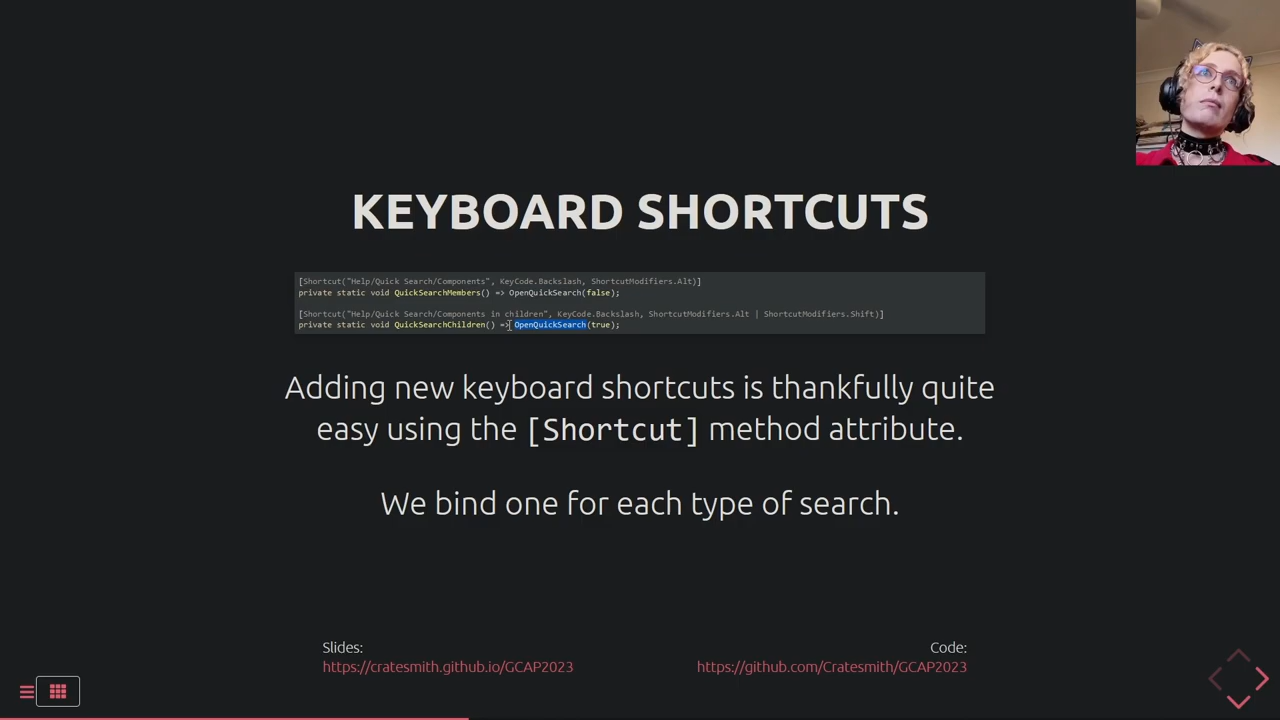 KEYBOARD SHORTCUTS
[Shortcut("Help/Quick Search/Components", KeyCode.Backslash, ShortcutModifiers.Alt)]
private static void QuickSearchMembers() => OpenQuickSearch(false);
[Shortcut("Help/Quick Search/Components in children", KeyCode.Backslash, ShortcutModifiers.Alt | ShortcutModifiers.Shift)]
private static void QuickSearchChildren() => OpenQuickSearch(true);
Adding new keyboard shortcuts is thankfully quite
easy using the [Shortcut] method attribute.
We bind one for each type of search.
Slides:
https://cratesmith.github.io/GCAP2023
Code:
https://github.com/Cratesmith/GCAP2023